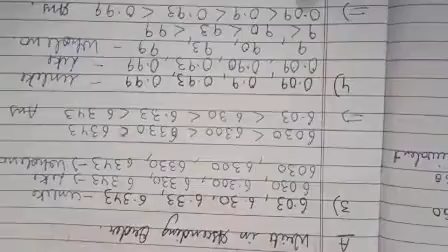 A Write in Ascending Order.
3) 6.03, 6.30, 6.33, 6.343 - unlike
6.030, 6.300, 6.330, 6.343 → Like
6030, 6300, 6330, 6343 →
6030 < 6300 < 6330 < 6343
⇒ 6.03 < 6.30 < 6.33 < 6.343 Ans
4) 0.09, 0.9, 0.93, 0.99 - unlike
0.09, 0.90, 0.93, 0.99 - Like
9, 90, 93, 99 - Whole no.
9 < 90 < 93 < 99
⇒ 0.09 < 0.9 < 0.93 < 0.99 Ans.